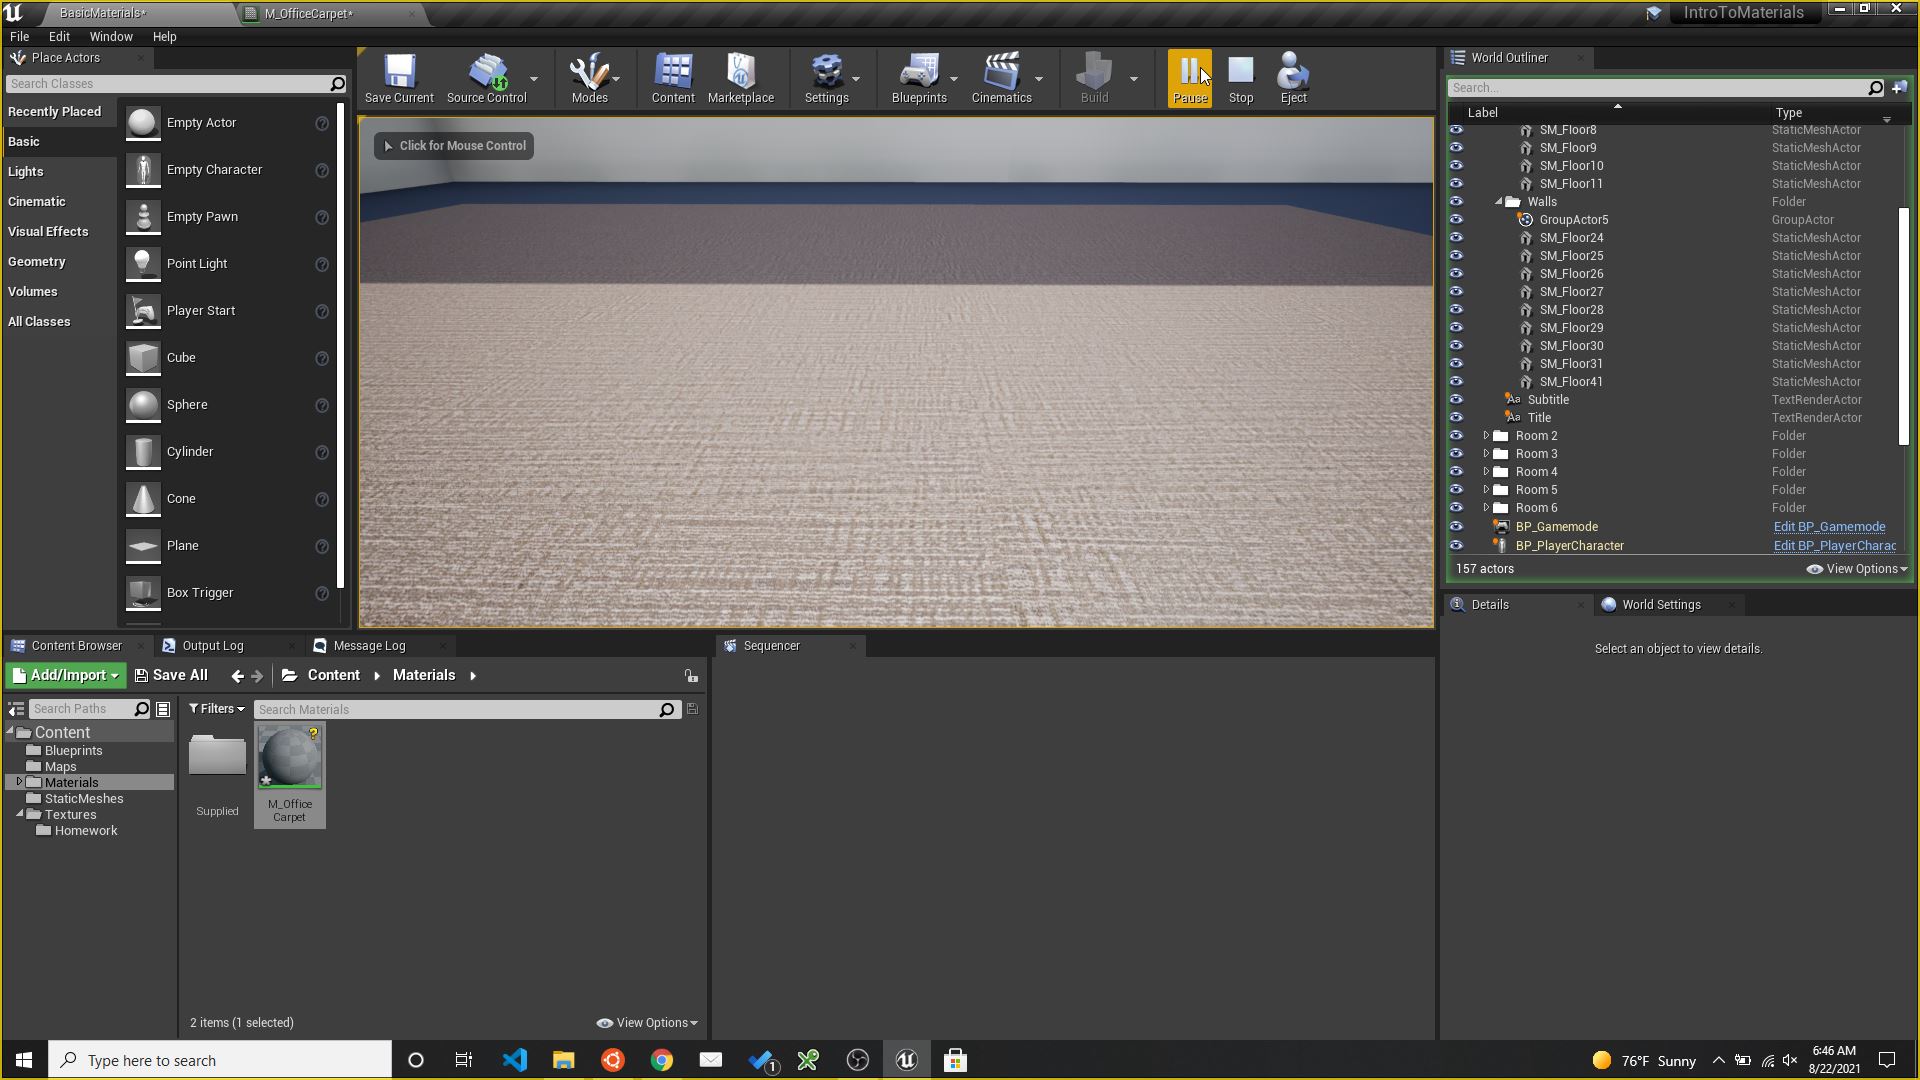 BasicMaterials*
M_OfficeCarpet*
IntroToMaterials
File Edit Window Help
Place Actors
Search Classes
Recently Placed
Basic
Lights
Cinematic
Visual Effects
Geometry
Volumes
All Classes
Empty Actor
Empty Character
Empty Pawn
Point Light
Player Start
Cube
Sphere
Cylinder
Cone
Plane
Box Trigger
Save Current
Source Control
Modes
Content
Marketplace
Settings
Blueprints
Cinematics
Build
Pause
Stop
Eject
Click for Mouse Control
World Outliner
Search...
Label Type
SM_Floor8 StaticMeshActor
SM_Floor9 StaticMeshActor
SM_Floor10 StaticMeshActor
SM_Floor11 StaticMeshActor
Walls Folder
GroupActor5 GroupActor
SM_Floor24 StaticMeshActor
SM_Floor25 StaticMeshActor
SM_Floor26 StaticMeshActor
SM_Floor27 StaticMeshActor
SM_Floor28 StaticMeshActor
SM_Floor29 StaticMeshActor
SM_Floor30 StaticMeshActor
SM_Floor31 StaticMeshActor
SM_Floor41 StaticMeshActor
Aa Subtitle TextRenderActor
Aa Title TextRenderActor
Room 2 Folder
Room 3 Folder
Room 4 Folder
Room 5 Folder
Room 6 Folder
BP_Gamemode Edit BP_Gamemode
BP_PlayerCharacter Edit BP_PlayerCharac
157 actors View Options
Details
World Settings
Select an object to view details.
Content Browser
Output Log
Message Log
Sequencer
Add/Import Save All Content Materials
Search Paths
Filters Search Materials
Content
Blueprints
Maps
Materials
StaticMeshes
Textures
Homework
Supplied
M_Office
Carpet
2 items (1 selected) View Options
Type here to search
1
76°F Sunny
6:46 AM
8/22/2021